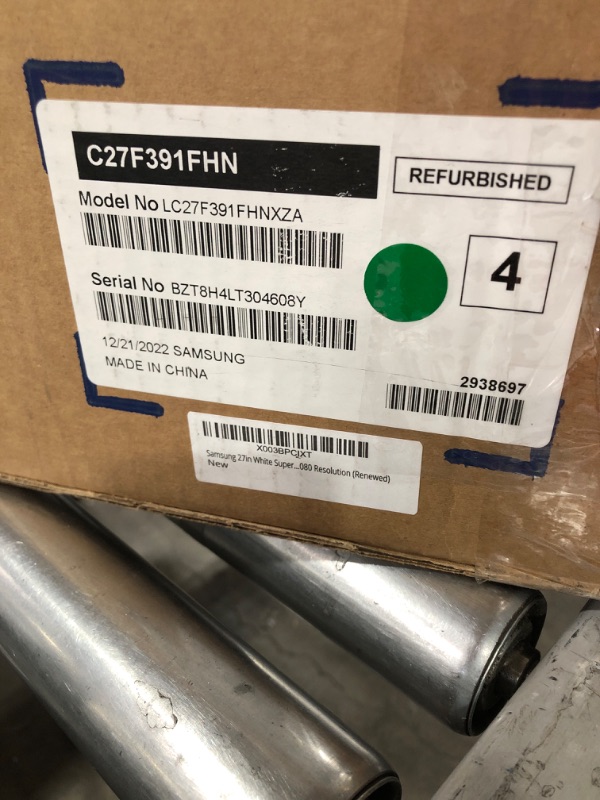 C27F391FHN
REFURBISHED
Model No LC27F391FHNXZA
4
Serial No BZT8H4LT304608Y
12/21/2022 SAMSUNG
MADE IN CHINA
2938697
X003BPCJXT
Samsung 27in White Super...080 Resolution (Renewed)
New